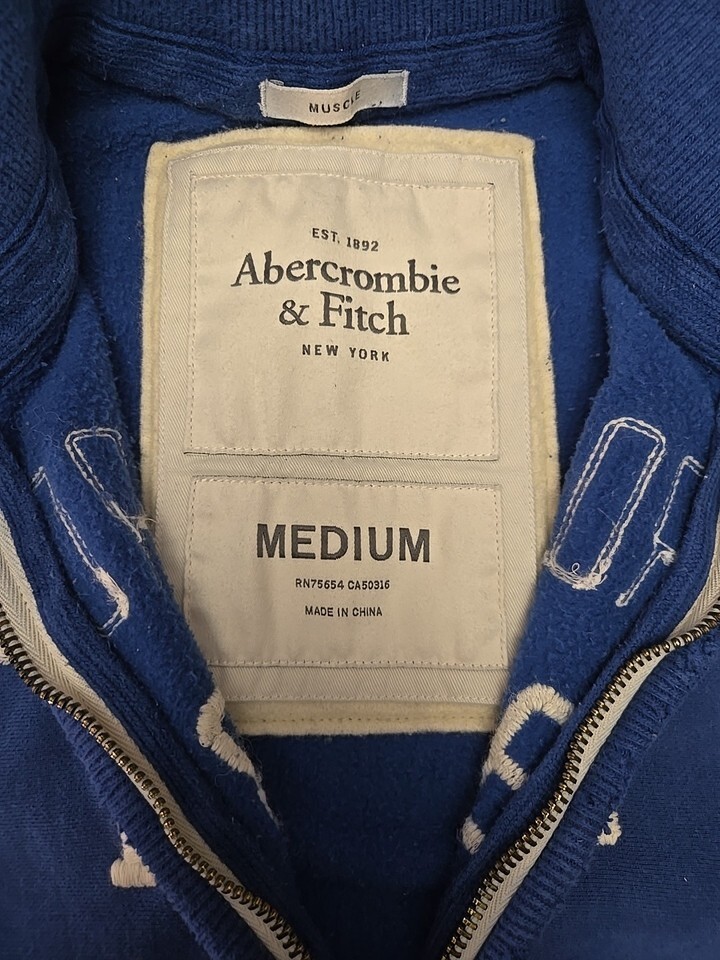 MUSCLE
EST. 1892
Abercrombie
& Fitch
NEW YORK
MEDIUM
RN75654 CA50316
MADE IN CHINA